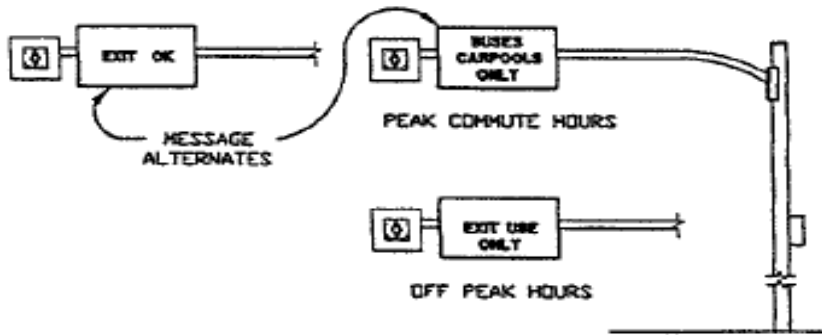 EXIT OK
BUSES
CARPOOLS
ONLY
PEAK COMMUTE HOURS
MESSAGE
ALTERNATES
EXIT USE
ONLY
OFF PEAK HOURS